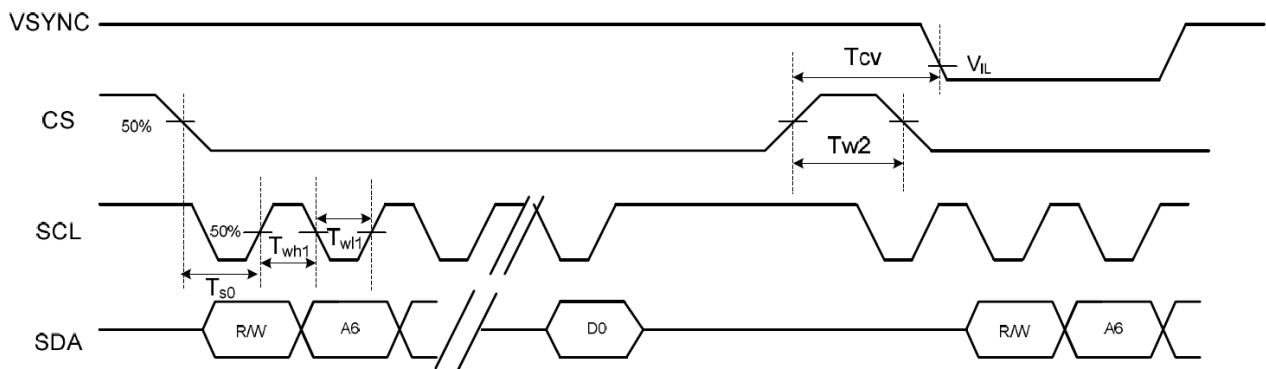 VSYNC
Tcv
VIL
CS
50%
Tw2
SCL
50%
Twh1
Twl1
Ts0
SDA
R/W
A6
D0
R/W
A6